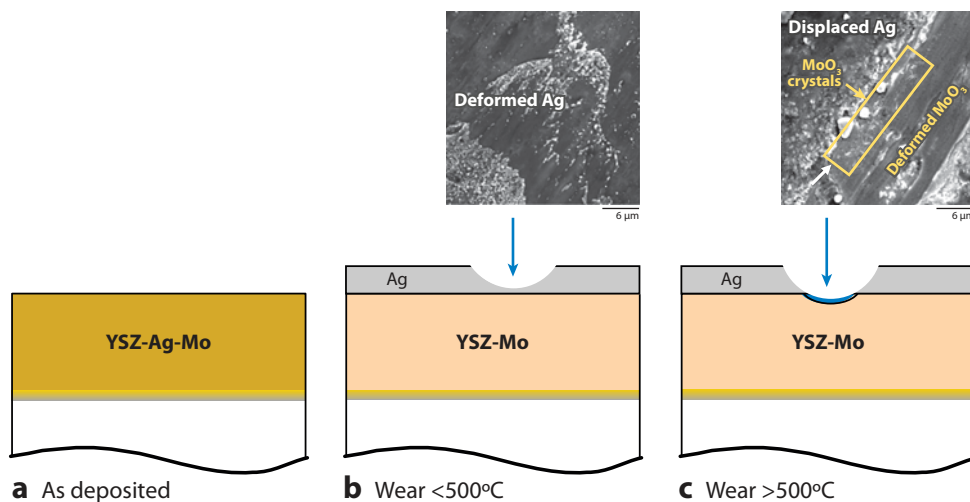 Deformed Ag
6 μm
Displaced Ag
MoO₃
crystals
Deformed MoO₃
6 μm
YSZ-Ag-Mo
Ag
YSZ-Mo
Ag
YSZ-Mo
a As deposited
b Wear <500ºC
c Wear >500ºC